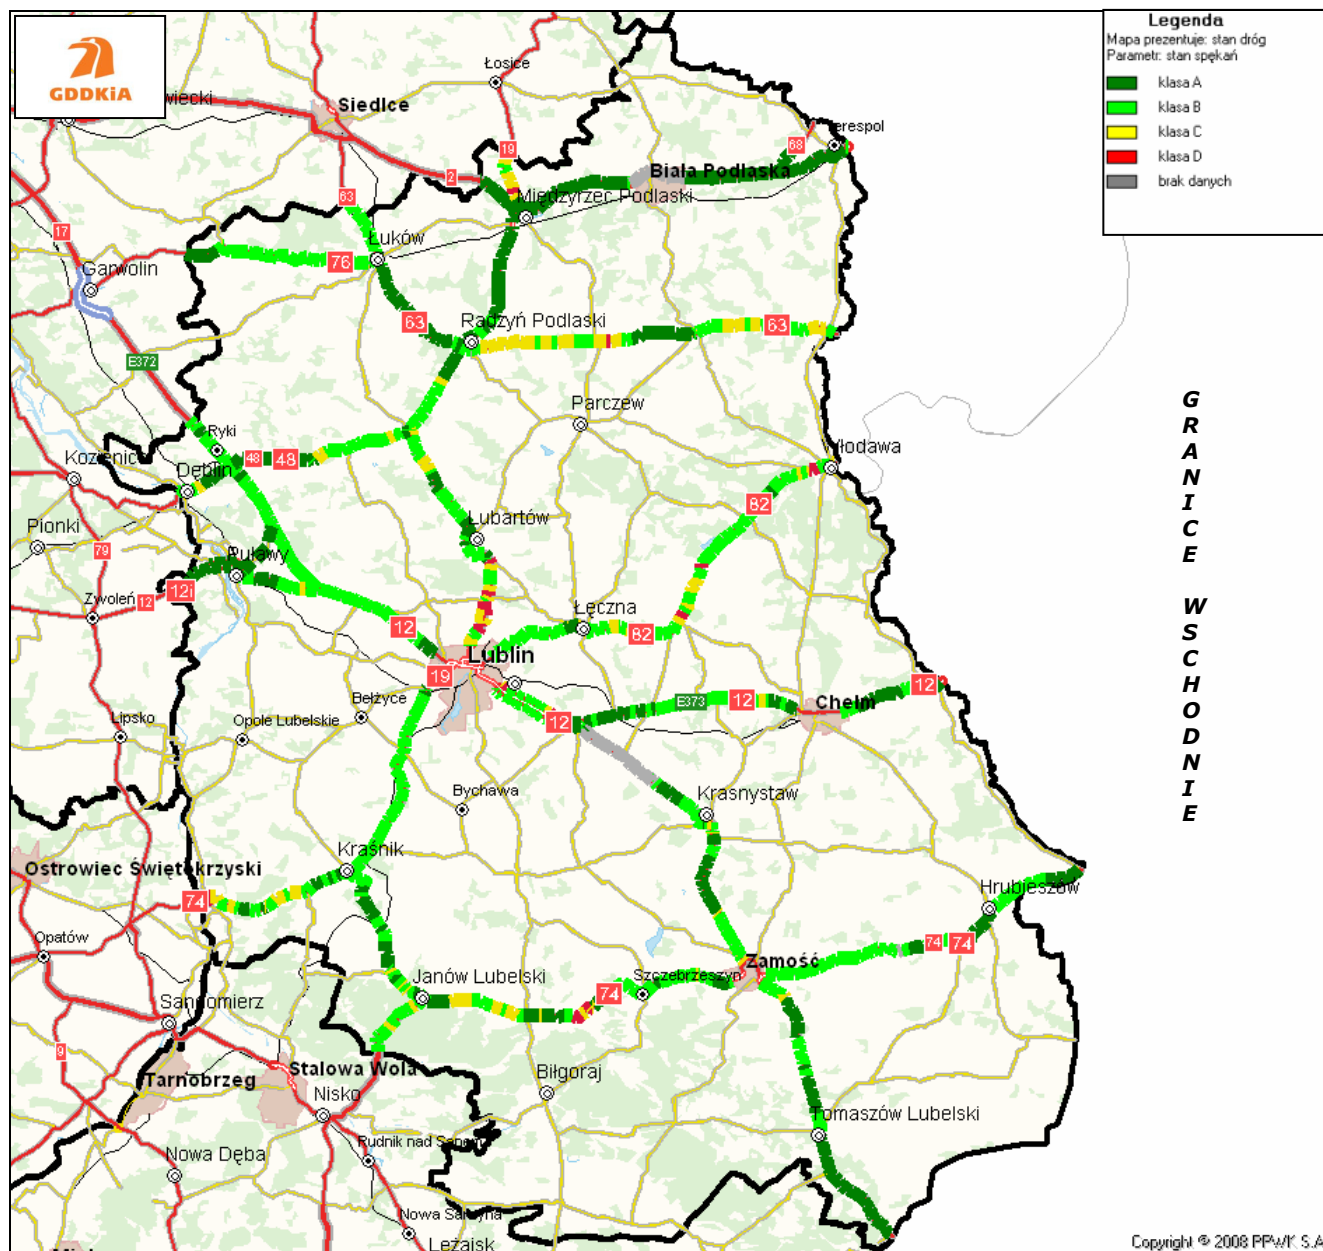 Legenda
Mapa prezentuje: stan dróg
Parametr: stan spękań
klasa A
klasa B
klasa C
klasa D
brak danych
GDDKiA
wiecki
Siedlce
Łosice
Terespol
68
19
2
Biała Podlaska
Międzyrzec Podlaski
63
17
Łuków
76
Garwolin
63
Radzyń Podlaski
63
E372
Parczew
Ryki
48
48
Włodawa
Kozienic
Dęblin
82
Pionki
Lubartów
79
Puławy
12i
Zwoleń
12
Łęczna
12
82
Lublin
19
12
Bełżyce
E373
12
Chełm
Lipsko
Opole Lubelskie
12
Bychawa
Krasnystaw
Kraśnik
Ostrowiec Świętokrzyski
74
Hrubieszów
Opatów
74
74
Zamość
Szczebrzeszyn
Janów Lubelski
74
Sandomierz
9
Tarnobrzeg
Stalowa Wola
Biłgoraj
Nisko
Tomaszów Lubelski
Rudnik nad Sanem
Nowa Dęba
Nowa Sarzyna
Leżajsk
GRANICE WSCHODNIE
Copyright © 2008 PPWK S.A